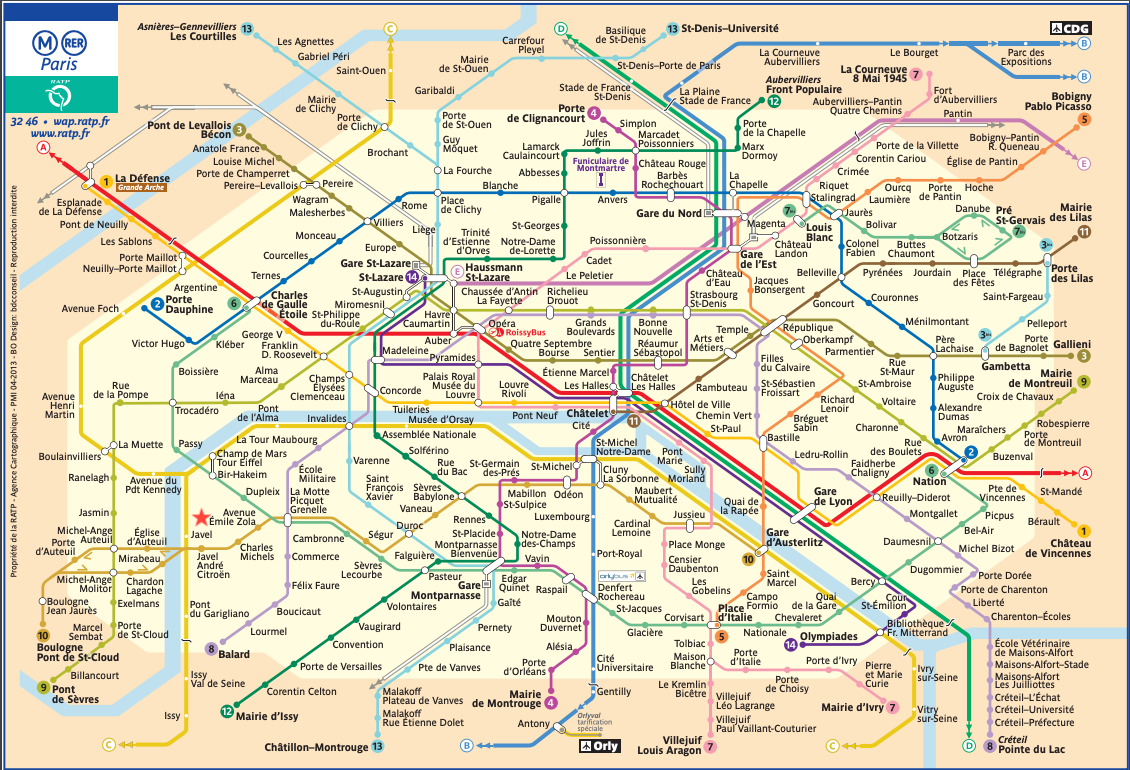 M RER
Paris
RATP
32 46 • wap.ratp.fr
www.ratp.fr
Propriété de la RATP - Agence Cartographique - PMI 04-2013 - BO Design: bdcconseil - Reproduction interdite
Asnières–Gennevilliers
Les Courtilles
13
Les Agnettes
Gabriel Péri
Mairie
de Clichy
Porte
de Clichy
Brochant
C
Saint-Ouen
Carrefour
Pleyel
Mairie
de St-Ouen
Garibaldi
Porte
de St-Ouen
Guy
Môquet
La Fourche
Place
de Clichy
D
Basilique
de St-Denis
13
St-Denis–Université
St-Denis–Porte de Paris
Stade de France
St-Denis
La Plaine
Stade de France
CDG
B
La Courneuve
Aubervilliers
Le Bourget
Parc des
Expositions
B
La Courneuve
8 Mai 1945
7
Fort
d'Aubervilliers
Aubervilliers–Pantin
Quatre Chemins
Pantin
Aubervilliers
Front Populaire
12
Porte
de la Chapelle
Marx
Dormoy
Bobigny
Pablo Picasso
5
Bobigny–Pantin
R. Queneau
Église de Pantin
E
Porte de la Villette
Corentin Cariou
Crimée
Riquet
Stalingrad
Ourcq
Laumière
Porte
de Pantin
Hoche
Porte
de Clignancourt
4
Simplon
Jules
Joffrin
Marcadet
Poissonniers
Lamarck
Caulaincourt
Abbesses
Funiculaire de
Montmartre
Château Rouge
Barbès
Rochechouart
La
Chapelle
Pigalle
Anvers
Blanche
Gare du Nord
Magenta
Gare
de l'Est
Château
Landon
7bis
Louis
Blanc
Jaurès
Bolivar
Colonel
Fabien
Buttes
Chaumont
Botzaris
Danube
Pré
St-Gervais
7bis
Place
des Fêtes
Mairie
des Lilas
11
3bis
Porte
des Lilas
Télégraphe
Jourdain
Pyrénées
Belleville
Saint-Fargeau
Pelleport
3bis
Gambetta
Porte
de Bagnolet
Gallieni
3
Pont de Levallois
Bécon
3
Anatole France
Louise Michel
Porte de Champerret
Pereire–Levallois
Pereire
Wagram
Malesherbes
Villiers
Rome
Europe
Liège
Monceau
Courcelles
Ternes
A
La Défense
Grande Arche
1
Esplanade
de La Défense
Pont de Neuilly
Les Sablons
Porte Maillot
Neuilly–Porte Maillot
Argentine
Avenue Foch
2
Porte
Dauphine
Victor Hugo
6
Charles
de Gaulle
Étoile
Kléber
Boissière
Trocadéro
Passy
Rue
de la Pompe
Iéna
Alma
Marceau
George V
Franklin
D. Roosevelt
St-Philippe
du-Roule
Miromesnil
St-Augustin
Gare St-Lazare
St-Lazare
14
E
Haussmann
St-Lazare
Trinité
d'Estienne
d'Orves
St-Georges
Notre-Dame-
de-Lorette
Poissonnière
Cadet
Le Peletier
Château
d'Eau
Jacques
Bonsergent
Chaussée d'Antin
La Fayette
Richelieu
Drouot
Grands
Boulevards
Bonne
Nouvelle
Strasbourg
St-Denis
Havre
Caumartin
Auber
Opéra
RoissyBus
Quatre Septembre
Bourse
Sentier
Réaumur
Sébastopol
Arts et
Métiers
Temple
République
Goncourt
Couronnes
Ménilmontant
Père
Lachaise
Oberkampf
Parmentier
Rue
St-Maur
St-Ambroise
Voltaire
Charonne
Rue des
Boulets
Philippe
Auguste
Alexandre
Dumas
Avron
Filles
du Calvaire
St-Sébastien
Froissart
Richard
Lenoir
Bréguet
Sabin
Chemin Vert
Bastille
Ledru-Rollin
Faidherbe
Chaligny
Madeleine
Pyramides
Étienne Marcel
Les Halles
Châtelet
Les Halles
Rambuteau
Palais Royal
Musée du
Louvre
Louvre
Rivoli
Châtelet
11
Hôtel de Ville
St-Paul
Concorde
Tuileries
Champs
Élysées
Clemenceau
Pont Neuf
Cité
Musée d'Orsay
Assemblée Nationale
Solférino
Rue
du Bac
Invalides
Pont
de l'Alma
La Tour Maubourg
École
Militaire
Varenne
Champ de Mars
Tour Eiffel
Bir-Hakeim
Dupleix
La Motte
Picquet
Grenelle
Avenue
Émile Zola
Saint
François
Xavier
Sèvres
Babylone
Vaneau
Duroc
Ségur
Falguière
Cambronne
Sèvres
Lecourbe
Pasteur
Rennes
St-Placide
Montparnasse
Bienvenüe
Gare
Montparnasse
Edgar
Quinet
Gaîté
Pernety
Plaisance
Pte de Vanves
Malakoff
Plateau de Vanves
Malakoff
Rue Étienne Dolet
Châtillon–Montrouge
13
St-Germain
des-Prés
Mabillon
St-Sulpice
St-Michel
Odéon
St-Michel
Notre-Dame
Cluny
La Sorbonne
Maubert
Mutualité
Cardinal
Lemoine
Jussieu
Luxembourg
Port-Royal
Notre-Dame-
des-Champs
Vavin
Raspail
orlybus
Denfert
Rochereau
St-Jacques
Glacière
Corvisart
Mouton
Duvernet
Alésia
Porte
d'Orléans
Mairie
de Montrouge
4
Cité
Universitaire
Gentilly
Orlyval
tarification
spéciale
Antony
B
Orly
Pont
Marie
Sully
Morland
Quai de
la Rapée
Gare
de Lyon
Gare
d'Austerlitz
10
Place Monge
Censier
Daubenton
Les
Gobelins
Saint
Marcel
Campo
Formio
Place
d'Italie
5
Nationale
Chevaleret
Quai
de la Gare
Bercy
Cour
St-Émilion
Bibliothèque
Fr. Mitterrand
14
Olympiades
Tolbiac
Maison
Blanche
Porte
d'Italie
Porte
de Choisy
Porte d'Ivry
Pierre
et Marie
Curie
Mairie d'Ivry
7
Le Kremlin
Bicêtre
Villejuif
Léo Lagrange
Villejuif
Paul Vaillant-Couturier
Villejuif
Louis Aragon
7
Ivry
sur-Seine
Vitry
sur-Seine
C
D
Mairie
de Montreuil
9
Croix de Chavaux
Robespierre
Porte
de Montreuil
Maraîchers
Buzenval
2
6
Nation
A
Reuilly–Diderot
Montgallet
Daumesnil
Dugommier
Pte de
Vincennes
Picpus
Bel-Air
Michel Bizot
St-Mandé
Bérault
1
Château
de Vincennes
Porte Dorée
Porte de Charenton
Liberté
Charenton–Écoles
École Vétérinaire
de Maisons-Alfort
Maisons-Alfort–Stade
Maisons-Alfort
Les Juilliottes
Créteil–L'Échat
Créteil–Université
Créteil–Préfecture
8
Créteil
Pointe du Lac
Avenue
Henri
Martin
La Muette
Boulainvilliers
Ranelagh
Avenue du
Pdt Kennedy
Jasmin
Michel-Ange
Auteuil
Porte
d'Auteuil
Église
d'Auteuil
Mirabeau
Javel
Javel
André
Citroën
Charles
Michels
Michel-Ange
Molitor
Chardon
Lagache
Exelmans
Porte
de St-Cloud
Boulogne
Jean Jaurès
10
Boulogne
Pont de St-Cloud
Marcel
Sembat
Billancourt
9
Pont
de Sèvres
Commerce
Félix Faure
Boucicaut
Lourmel
8
Balard
Pont
du Garigliano
Issy
Val de Seine
Issy
C
Volontaires
Vaugirard
Convention
Porte de Versailles
Corentin Celton
12
Mairie d'Issy